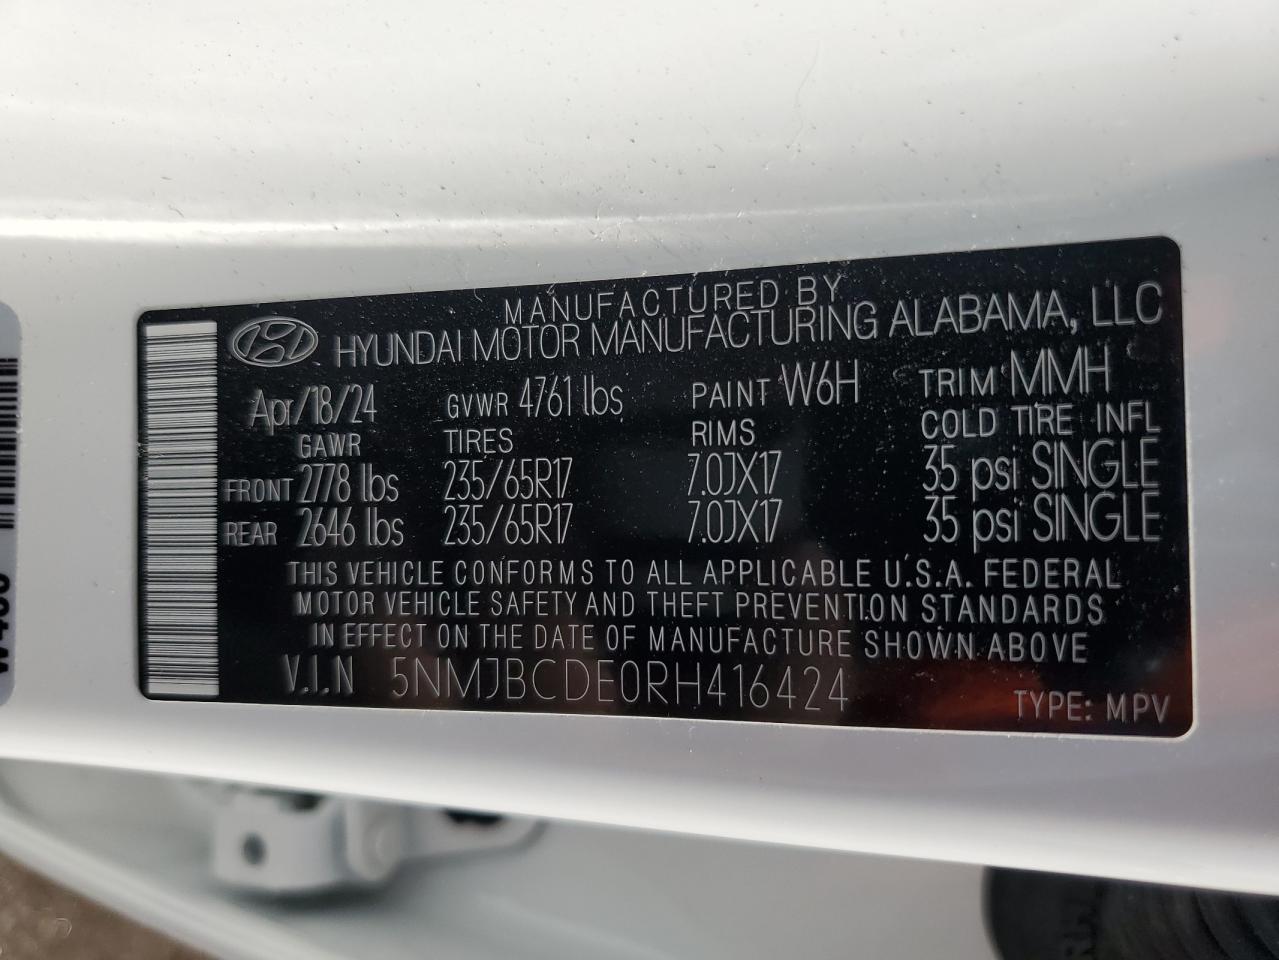 MANUFACTURED BY
HYUNDAI MOTOR MANUFACTURING ALABAMA, LLC
Apr/18/24 GVWR 4761 lbs PAINT W6H TRIM MMH
GAWR TIRES RIMS COLD TIRE INFL
FRONT 2778 lbs 235/65R17 7.0JX17 35 psi SINGLE
REAR 2646 lbs 235/65R17 7.0JX17 35 psi SINGLE
THIS VEHICLE CONFORMS TO ALL APPLICABLE U.S.A. FEDERAL
MOTOR VEHICLE SAFETY AND THEFT PREVENTION STANDARDS
IN EFFECT ON THE DATE OF MANUFACTURE SHOWN ABOVE
V.I.N 5NMJBCDE0RH416424
TYPE: MPV